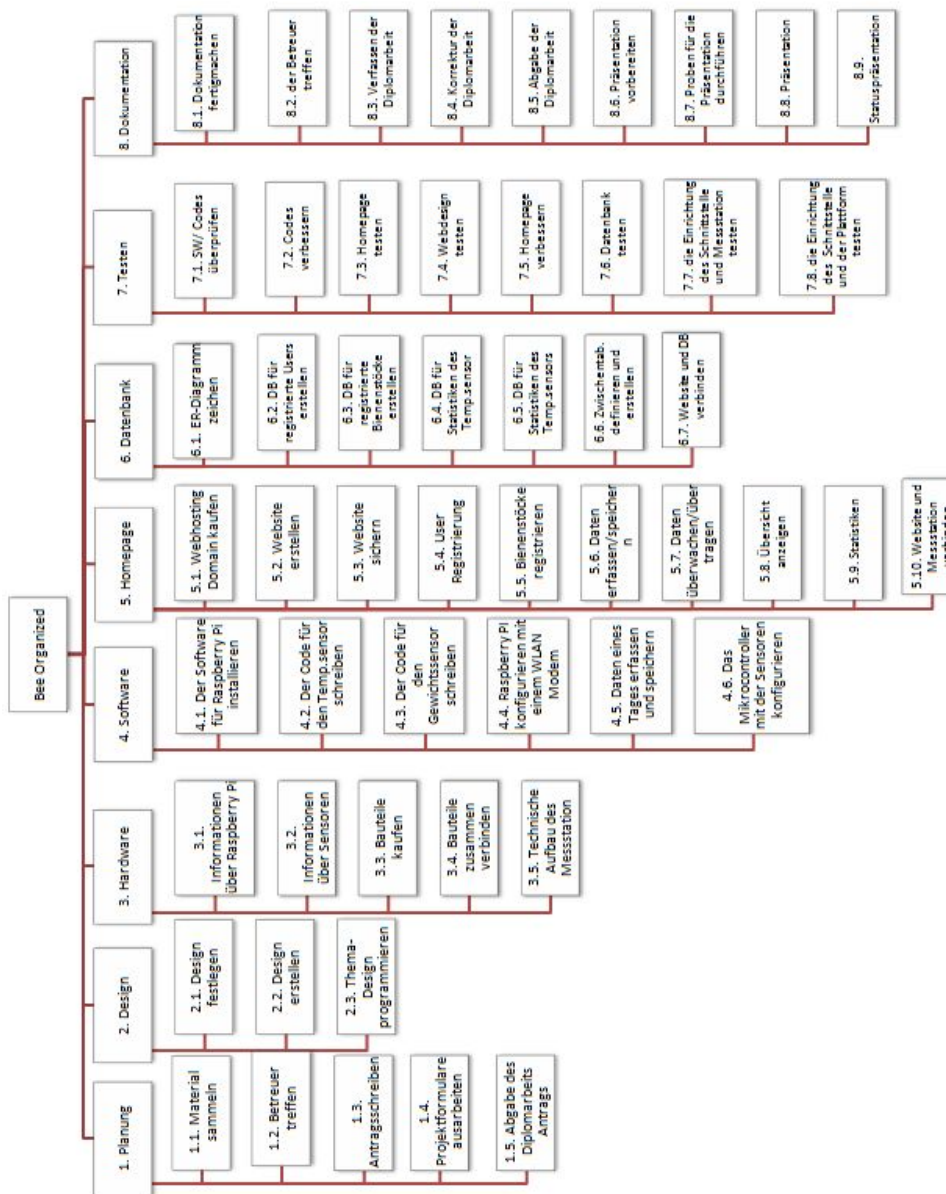 Bee Organized
1. Planung
1.1. Material
sammeln
1.2. Betreuer
treffen
1.3.
Antragsschreiben
1.4.
Projektformulare
ausarbeiten
1.5. Abgabe des
Diplomarbeits
Antrags
2. Design
2.1. Design
festlegen
2.2. Design
erstellen
2.3. Thema-
Design
programmieren
3. Hardware
3.1.
Informationen
über Raspberry Pi
3.2.
Informationen
über Sensoren
3.3. Bauteile
kaufen
3.4. Bauteile
zusammen
verbinden
3.5. Technische
Aufbau des
Messstation
4. Software
4.1. Der Software
für Raspberry Pi
installieren
4.2. Der Code für
den Temp.sensor
schreiben
4.3. Der Code für
den
Gewichtssensor
schreiben
4.4. Raspberry PI
konfigurieren mit
einem WLAN
Modem
4.5. Daten eines
Tages erfassen
und speichern
4.6. Das
Mikrocontroller
mit der Sensoren
konfigurieren
5. Homepage
5.1. Webhosting
Domain kaufen
5.2. Website
erstellen
5.3. Website
sichern
5.4. User
Registrierung
5.5. Bienenstöcke
registrieren
5.6. Daten
erfassen/speicher
n
5.7. Daten
überwachen/über
tragen
5.8. Übersicht
anzeigen
5.9. Statistiken
5.10. Website und
Messstation
verbinden
6. Datenbank
6.1. ER-Diagramm
zeichen
6.2. DB für
registrierte Users
erstellen
6.3. DB für
registrierte
Bienenstöcke
erstellen
6.4. DB für
Statistiken des
Temp.sensor
6.5. DB für
Statistiken des
Temp.sensors
6.6. Zwischentab.
definieren und
erstellen
6.7. Website und DB
verbinden
7. Testen
7.1. SW/ Codes
überprüfen
7.2. Codes
verbessern
7.3. Homepage
testen
7.4. Webdesign
testen
7.5. Homepage
verbessern
7.6. Datenbank
testen
7.7. die Einrichtung
des Schnittstelle
und Messstation
testen
7.8. die Einrichtung
des Schnittstelle
und der Plattform
testen
8. Dokumentation
8.1. Dokumentation
fertigmachen
8.2. der Betreuer
treffen
8.3. Verfassen der
Diplomarbeit
8.4. Korrektur der
Diplomarbeit
8.5. Abgabe der
Diplomarbeit
8.6. Präsentation
vorbereiten
8.7. Proben für die
Präsentation
durchführen
8.8. Präsentation
8.9.
Statuspräsentation